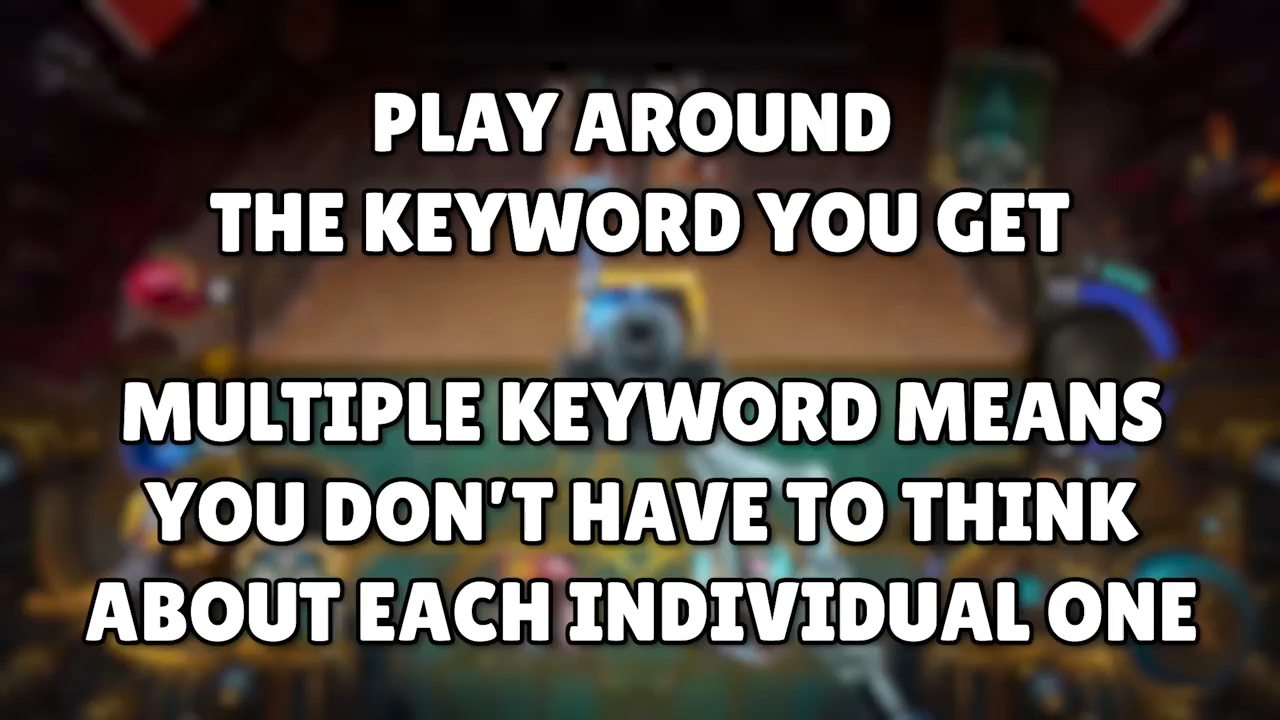 PLAY AROUND
THE KEYWORD YOU GET
MULTIPLE KEYWORD MEANS
YOU DON'T HAVE TO THINK
ABOUT EACH INDIVIDUAL ONE